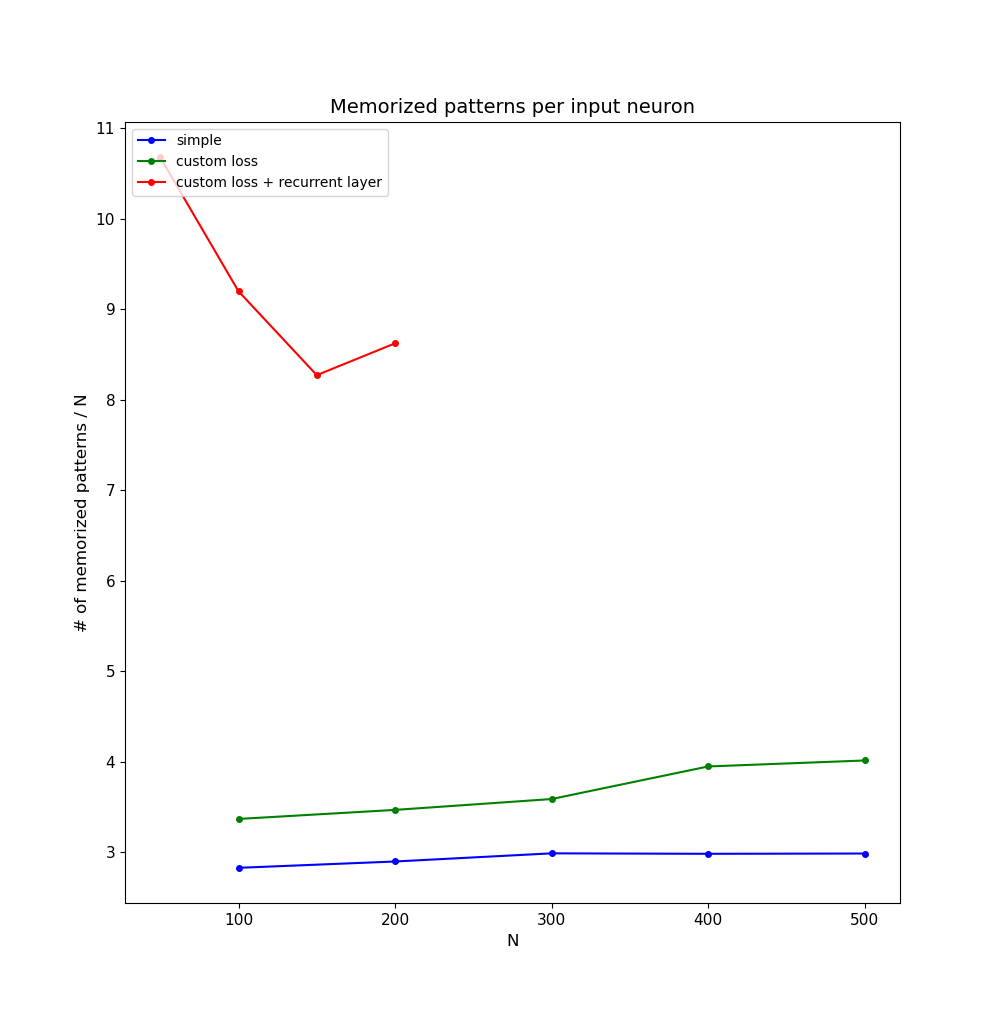 Memorized patterns per input neuron
simple
custom loss
custom loss + recurrent layer
# of memorized patterns / N
11
10
9
8
7
6
5
4
3
100 200 300 400 500
N